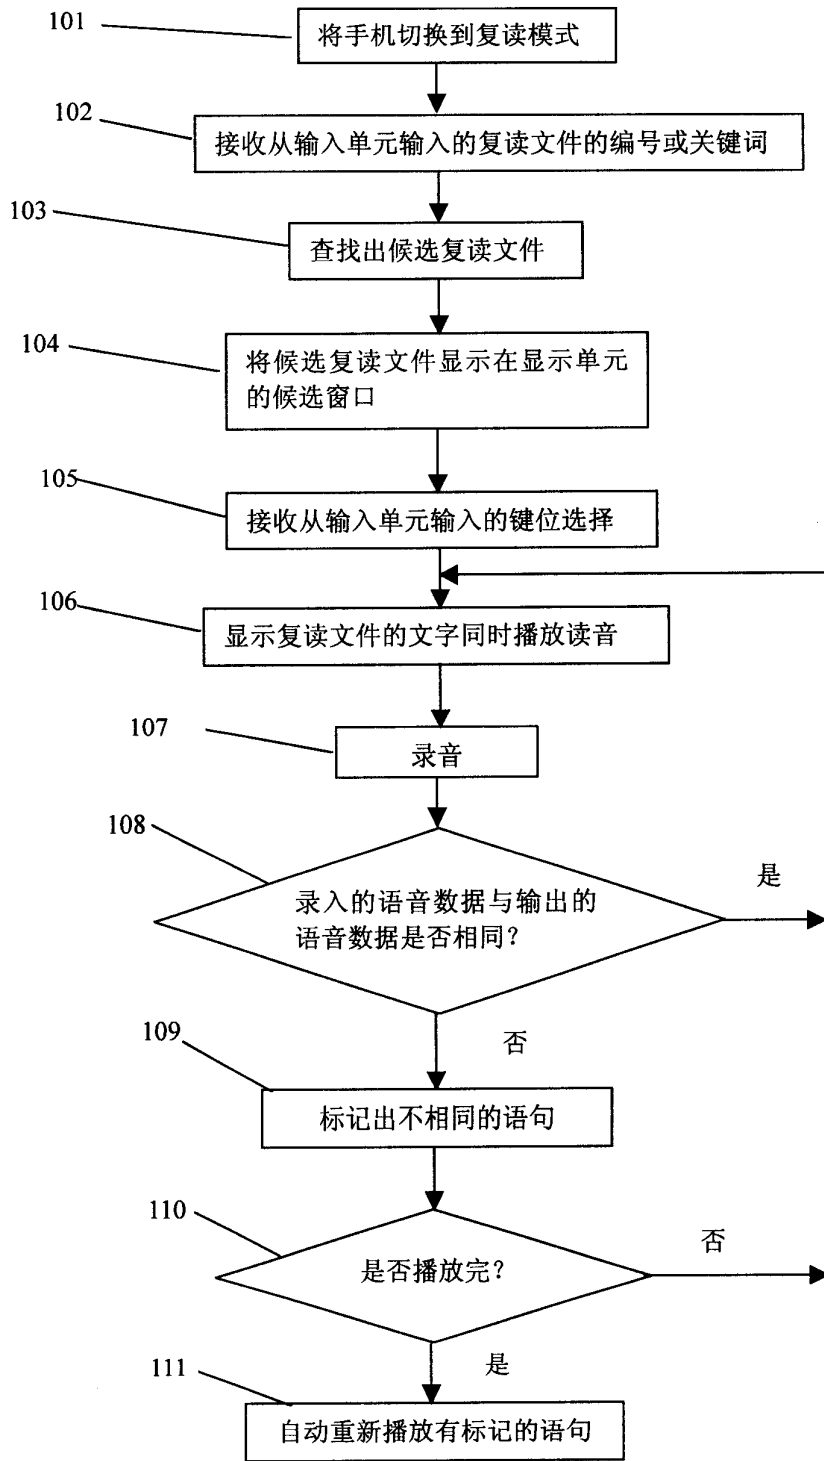 101
将手机切换到复读模式
102
接收从输入单元输入的复读文件的编号或关键词
103
查找出候选复读文件
104
将候选复读文件显示在显示单元
的候选窗口
105
接收从输入单元输入的键位选择
106
显示复读文件的文字同时播放读音
107
录音
108
录入的语音数据与输出的
语音数据是否相同？
是
否
109
标记出不相同的语句
110
是否播放完？
否
是
111
自动重新播放有标记的语句